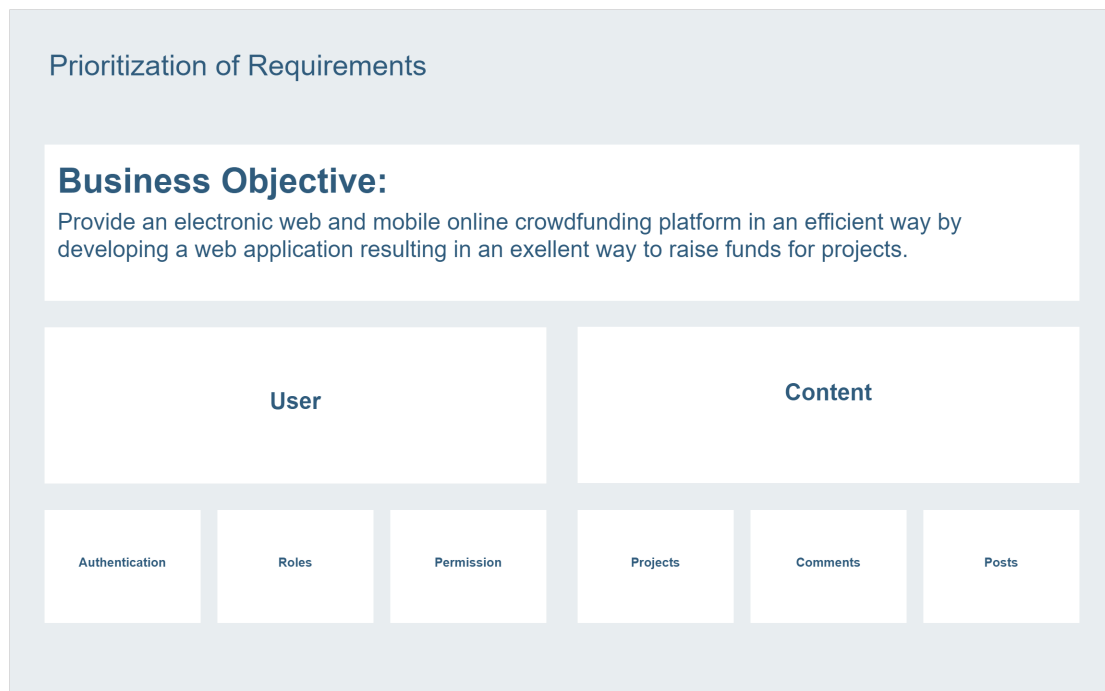 Prioritization of Requirements
Business Objective:
Provide an electronic web and mobile online crowdfunding platform in an efficient way by
developing a web application resulting in an exellent way to raise funds for projects.
User
Content
Authentication
Roles
Permission
Projects
Comments
Posts